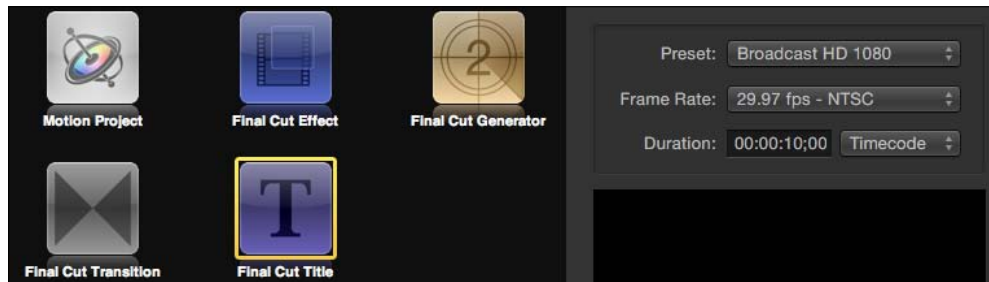 2
Motion Project
Final Cut Effect
Final Cut Generator
T
Final Cut Transition
Final Cut Title
Preset: Broadcast HD 1080
Frame Rate: 29.97 fps - NTSC
Duration: 00:00:10;00 Timecode